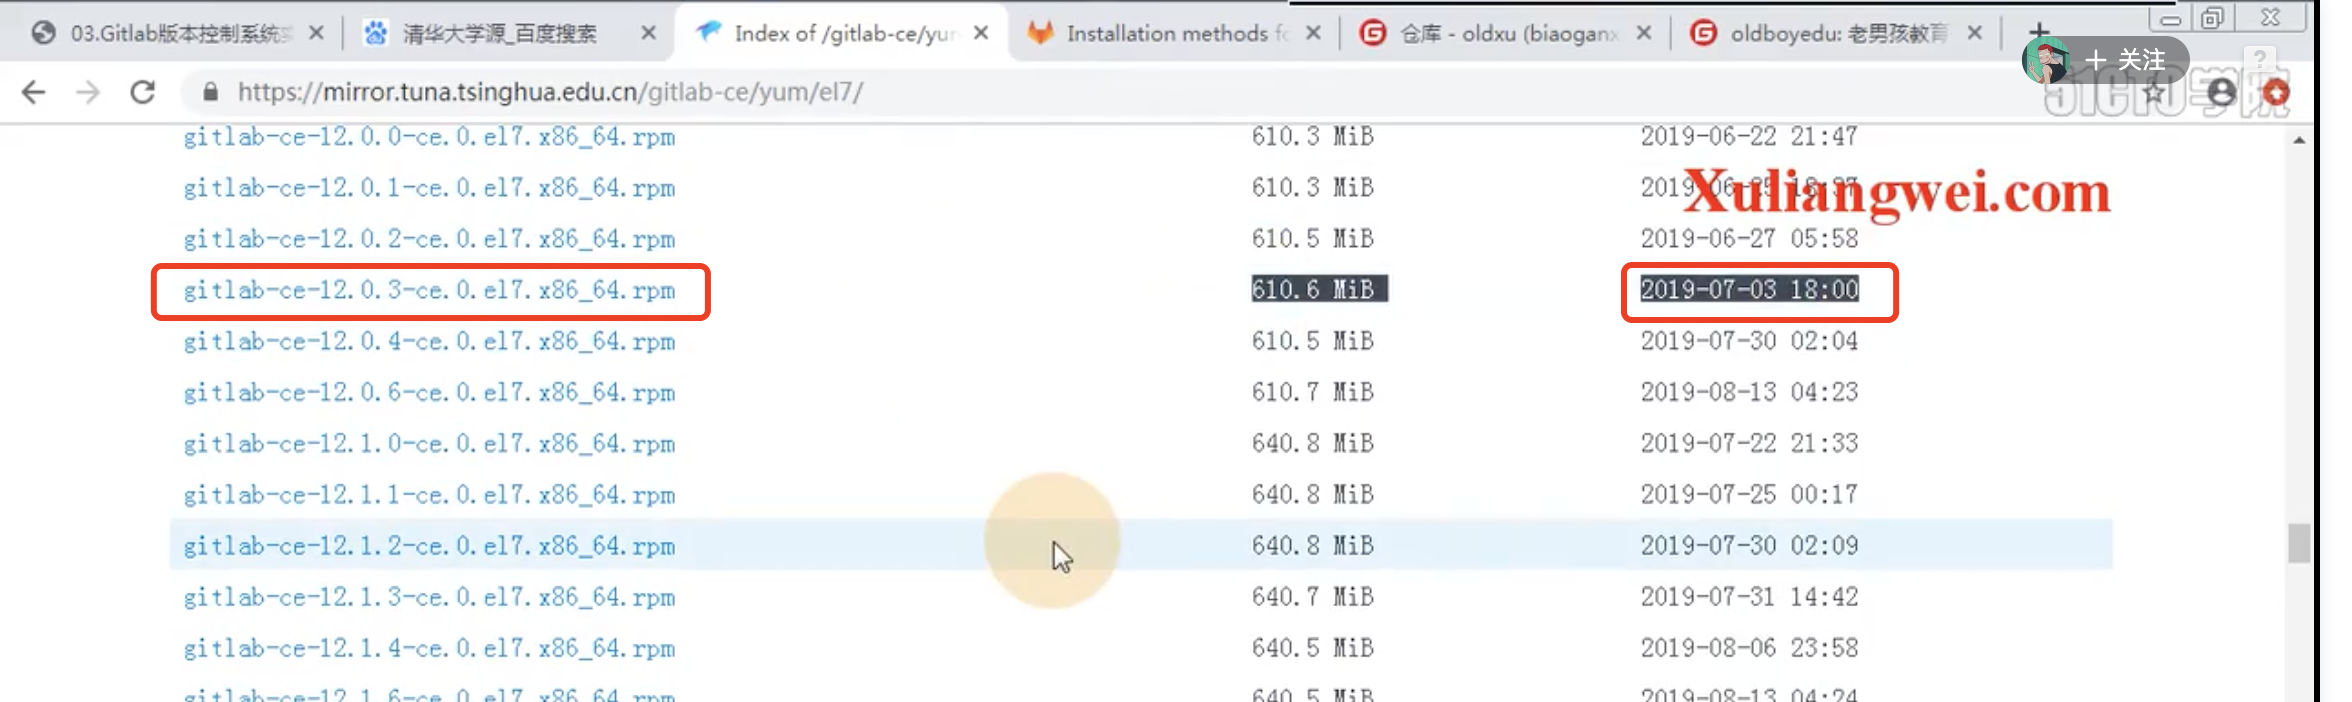 03.Gitlab版本控制系统
清华大学源_百度搜索
Index of /gitlab-ce/yu
Installation methods fo
仓库 - oldxu (biaoganx
oldboyedu: 老男孩教育
+ 关注
https://mirror.tuna.tsinghua.edu.cn/gitlab-ce/yum/el7/
51CTO学院
gitlab-ce-12.0.0-ce.0.el7.x86_64.rpm 610.3 MiB 2019-06-22 21:47
gitlab-ce-12.0.1-ce.0.el7.x86_64.rpm 610.3 MiB 2019-06-25
Xuliangwei.com
gitlab-ce-12.0.2-ce.0.el7.x86_64.rpm 610.5 MiB 2019-06-27 05:58
gitlab-ce-12.0.3-ce.0.el7.x86_64.rpm 610.6 MiB 2019-07-03 18:00
gitlab-ce-12.0.4-ce.0.el7.x86_64.rpm 610.5 MiB 2019-07-30 02:04
gitlab-ce-12.0.6-ce.0.el7.x86_64.rpm 610.7 MiB 2019-08-13 04:23
gitlab-ce-12.1.0-ce.0.el7.x86_64.rpm 640.8 MiB 2019-07-22 21:33
gitlab-ce-12.1.1-ce.0.el7.x86_64.rpm 640.8 MiB 2019-07-25 00:17
gitlab-ce-12.1.2-ce.0.el7.x86_64.rpm 640.8 MiB 2019-07-30 02:09
gitlab-ce-12.1.3-ce.0.el7.x86_64.rpm 640.7 MiB 2019-07-31 14:42
gitlab-ce-12.1.4-ce.0.el7.x86_64.rpm 640.5 MiB 2019-08-06 23:58
gitlab-ce-12.1.6-ce.0.el7.x86_64.rpm 640.5 MiB 2019-08-13 04:24